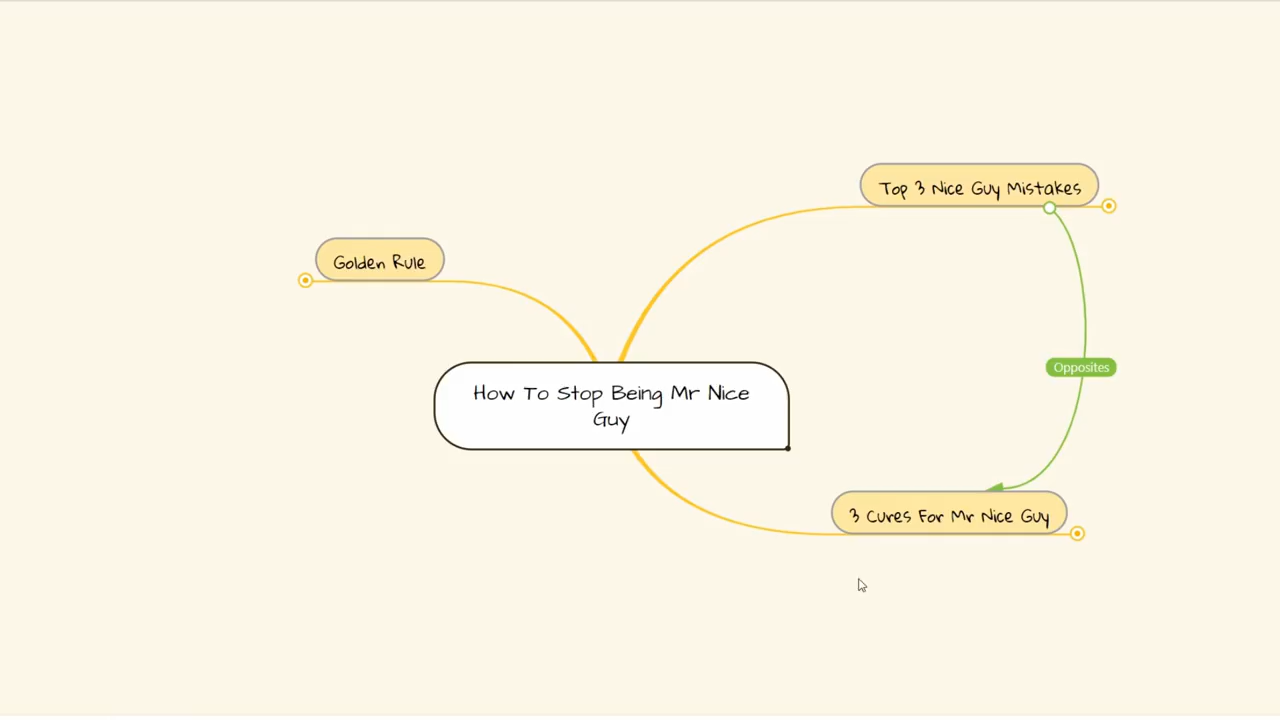 Top 3 Nice Guy Mistakes
Golden Rule
How To Stop Being Mr Nice
Guy
Opposites
3 Cures For Mr Nice Guy